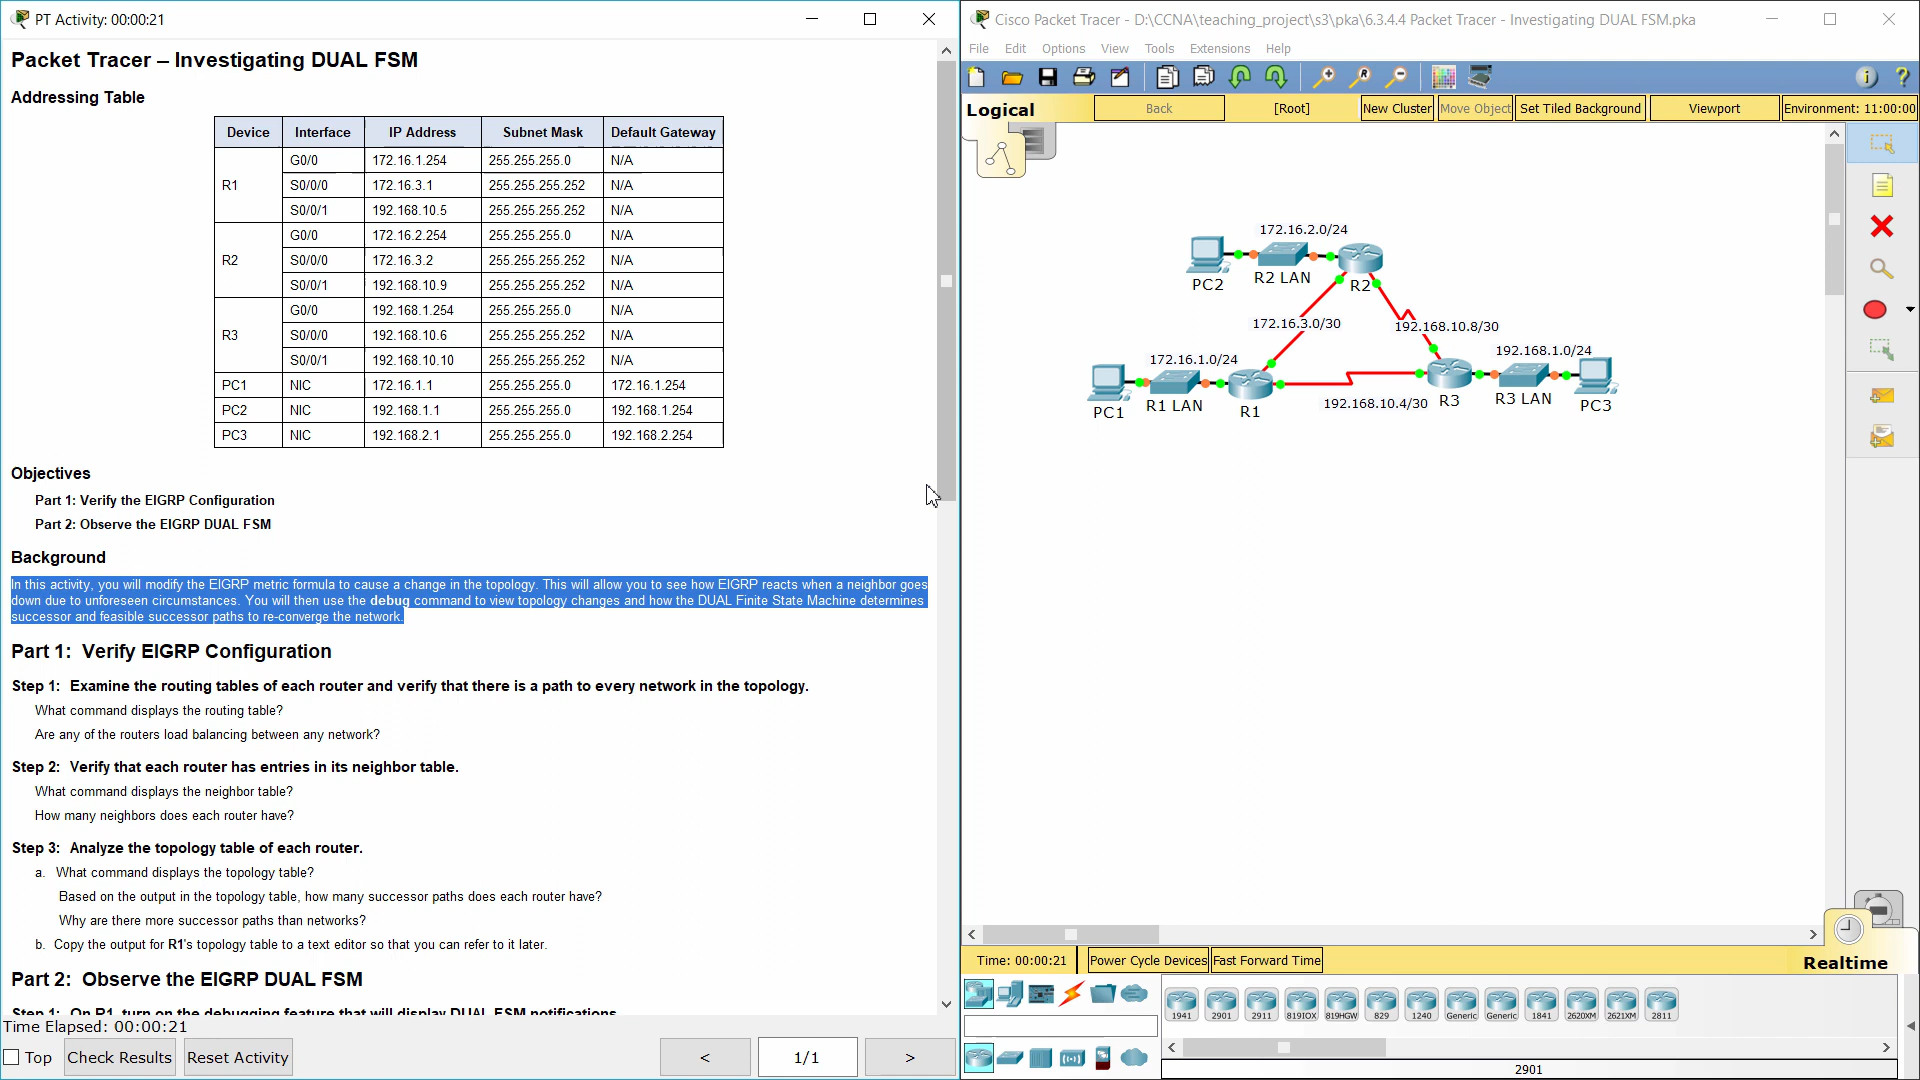 PT Activity: 00:00:21
Packet Tracer – Investigating DUAL FSM
Addressing Table
Device Interface IP Address Subnet Mask Default Gateway
R1 G0/0 172.16.1.254 255.255.255.0 N/A
S0/0/0 172.16.3.1 255.255.255.252 N/A
S0/0/1 192.168.10.5 255.255.255.252 N/A
R2 G0/0 172.16.2.254 255.255.255.0 N/A
S0/0/0 172.16.3.2 255.255.255.252 N/A
S0/0/1 192.168.10.9 255.255.255.252 N/A
R3 G0/0 192.168.1.254 255.255.255.0 N/A
S0/0/0 192.168.10.6 255.255.255.252 N/A
S0/0/1 192.168.10.10 255.255.255.252 N/A
PC1 NIC 172.16.1.1 255.255.255.0 172.16.1.254
PC2 NIC 192.168.1.1 255.255.255.0 192.168.1.254
PC3 NIC 192.168.2.1 255.255.255.0 192.168.2.254
Objectives
Part 1: Verify the EIGRP Configuration
Part 2: Observe the EIGRP DUAL FSM
Background
In this activity, you will modify the EIGRP metric formula to cause a change in the topology. This will allow you to see how EIGRP reacts when a neighbor goes
down due to unforeseen circumstances. You will then use the debug command to view topology changes and how the DUAL Finite State Machine determines
successor and feasible successor paths to re-converge the network.
Part 1: Verify EIGRP Configuration
Step 1: Examine the routing tables of each router and verify that there is a path to every network in the topology.
What command displays the routing table?
Are any of the routers load balancing between any network?
Step 2: Verify that each router has entries in its neighbor table.
What command displays the neighbor table?
How many neighbors does each router have?
Step 3: Analyze the topology table of each router.
a. What command displays the topology table?
Based on the output in the topology table, how many successor paths does each router have?
Why are there more successor paths than networks?
b. Copy the output for R1's topology table to a text editor so that you can refer to it later.
Part 2: Observe the EIGRP DUAL FSM
Step 1: On R1, turn on the debugging feature that will display DUAL FSM notifications.
Time Elapsed: 00:00:21
Top Check Results Reset Activity < 1/1 >
Cisco Packet Tracer - D:\CCNA\teaching_project\s3\pka\6.3.4.4 Packet Tracer - Investigating DUAL FSM.pka
File Edit Options View Tools Extensions Help
Logical Back [Root] New Cluster Move Object Set Tiled Background Viewport Environment: 11:00:00
172.16.2.0/24
PC2 R2 LAN R2
172.16.3.0/30 192.168.10.8/30
172.16.1.0/24 192.168.1.0/24
PC1 R1 LAN R1 192.168.10.4/30 R3 R3 LAN PC3
Time: 00:00:21 Power Cycle Devices Fast Forward Time
Realtime
1941 2901 2911 819IOX 819HGW 829 1240 Generic Generic 1841 2620XM 2621XM 2811
2901